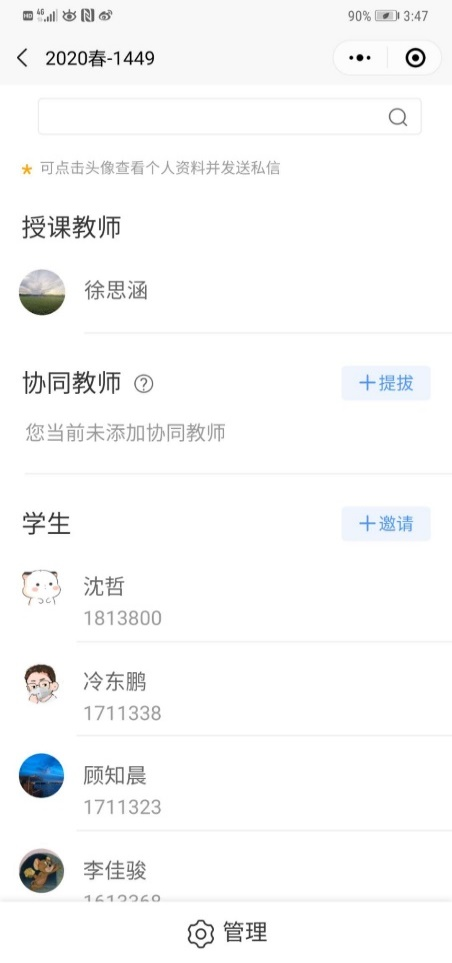 HD 4G 90% 3:47
2020春-1449
可点击头像查看个人资料并发送私信
授课教师
徐思涵
协同教师 ?
+提拔
您当前未添加协同教师
学生
+邀请
沈哲
1813800
冷东鹏
1711338
顾知晨
1711323
李佳骏
1613368
管理